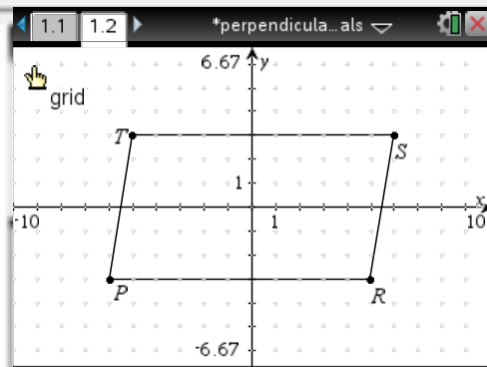 1.1 1.2 *perpendicula…als
6.67 y
grid
T S
1
-10 1 x 10
P R
-6.67